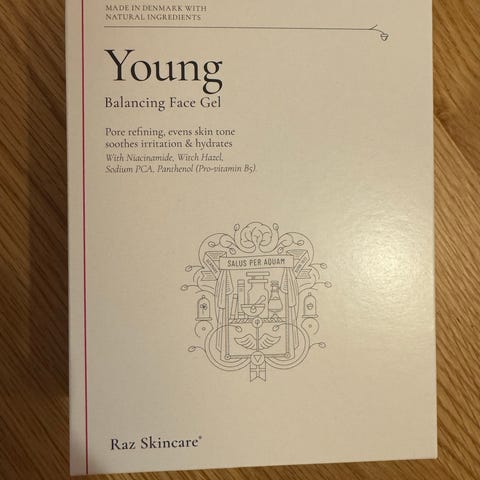 MADE IN DENMARK WITH
NATURAL INGREDIENTS
Young
Balancing Face Gel
Pore refining, evens skin tone
soothes irritation & hydrates
With Niacinamide, Witch Hazel,
Sodium PCA, Panthenol (Pro-vitamin B5).
SALUS PER AQUAM
Raz Skincare®